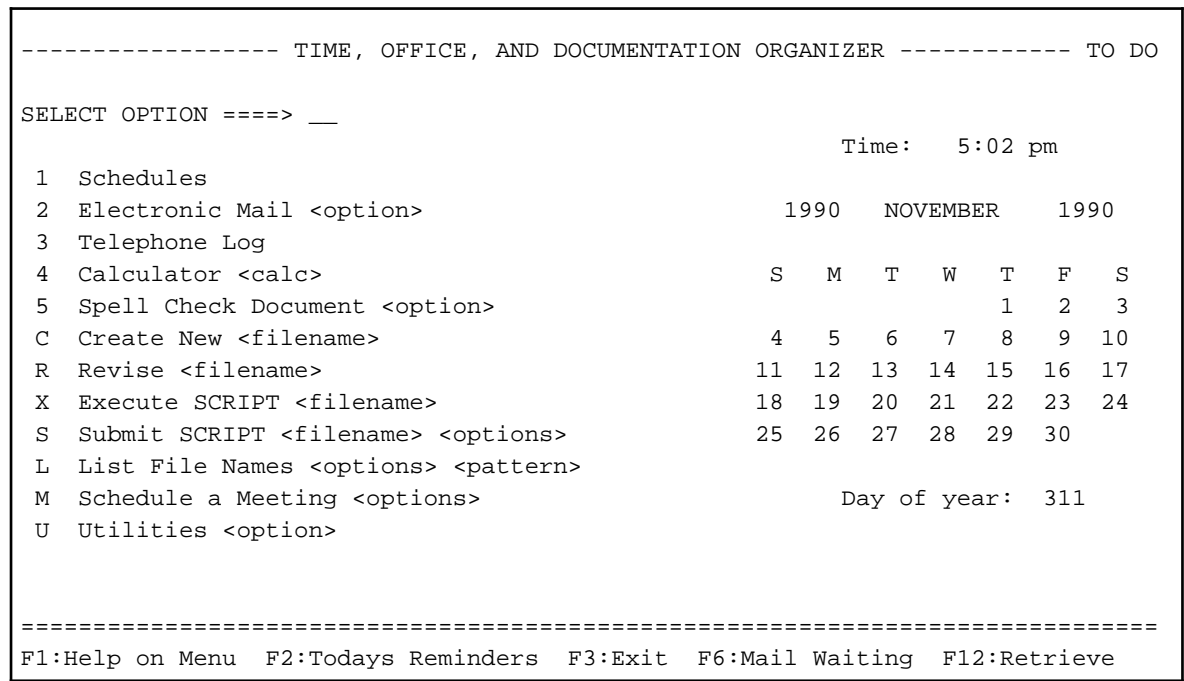 ------------------ TIME, OFFICE, AND DOCUMENTATION ORGANIZER ------------ TO DO
SELECT OPTION ====> __
Time: 5:02 pm
1 Schedules
2 Electronic Mail <option> 1990 NOVEMBER 1990
3 Telephone Log
4 Calculator <calc> S M T W T F S
5 Spell Check Document <option> 1 2 3
C Create New <filename> 4 5 6 7 8 9 10
R Revise <filename> 11 12 13 14 15 16 17
X Execute SCRIPT <filename> 18 19 20 21 22 23 24
S Submit SCRIPT <filename> <options> 25 26 27 28 29 30
L List File Names <options> <pattern>
M Schedule a Meeting <options> Day of year: 311
U Utilities <option>
===============================================================================
F1:Help on Menu F2:Todays Reminders F3:Exit F6:Mail Waiting F12:Retrieve